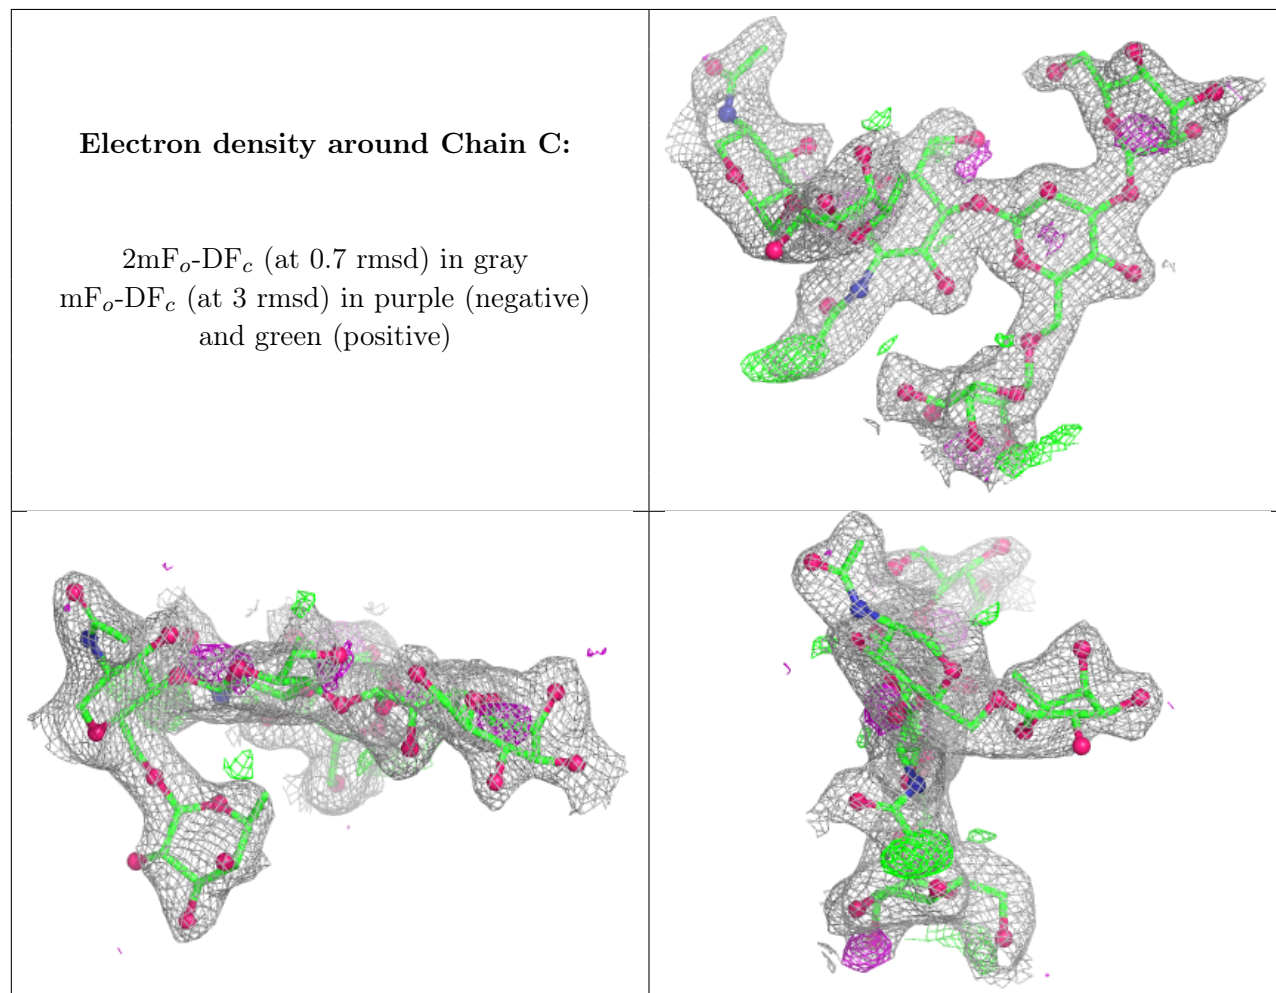 Electron density around Chain C:
2mFo-DFc (at 0.7 rmsd) in gray
mFo-DFc (at 3 rmsd) in purple (negative)
and green (positive)